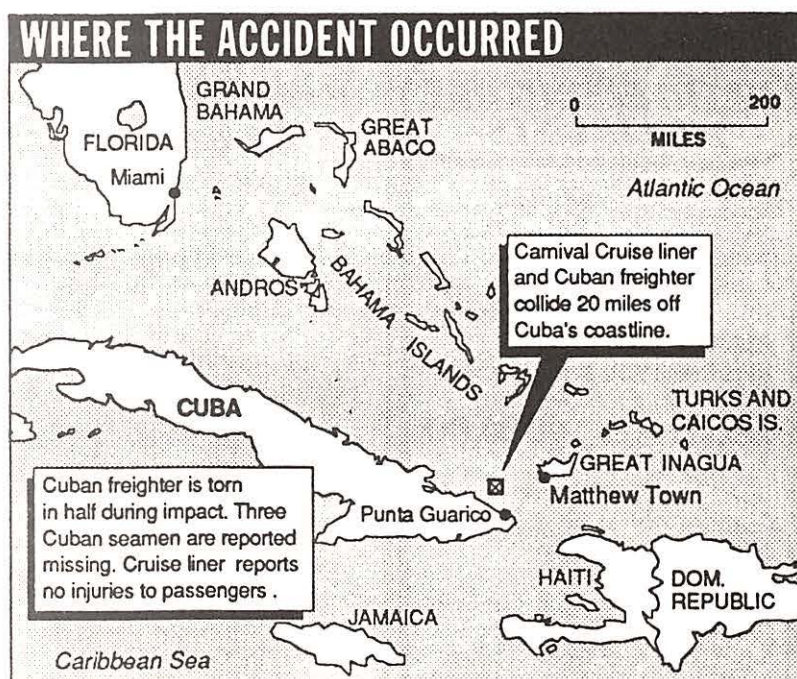 WHERE THE ACCIDENT OCCURRED
GRAND
BAHAMA
GREAT
ABACO
FLORIDA
Miami
0 200
MILES
Atlantic Ocean
ANDROS
BAHAMA
ISLANDS
Carnival Cruise liner
and Cuban freighter
collide 20 miles off
Cuba's coastline.
CUBA
TURKS AND
CAICOS IS.
GREAT INAGUA
Matthew Town
Cuban freighter is torn
in half during impact. Three
Cuban seamen are reported
missing. Cruise liner reports
no injuries to passengers .
Punta Guarico
HAITI
DOM.
REPUBLIC
JAMAICA
Caribbean Sea